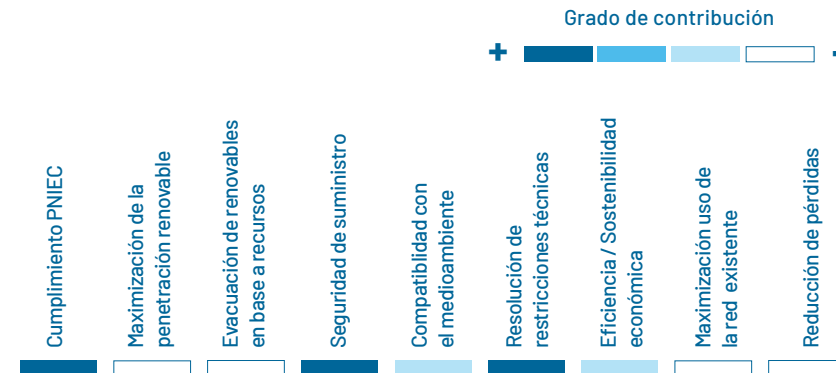 Grado de contribución
+
Cumplimiento PNIEC
Maximización de la
penetración renovable
Evacuación de renovables
en base a recursos
Seguridad de suministro
Compatiblidad con
el medioambiente
Resolución de
restricciones técnicas
Eficiencia / Sostenibilidad
económica
Maximización uso de
la red existente
Reducción de pérdidas